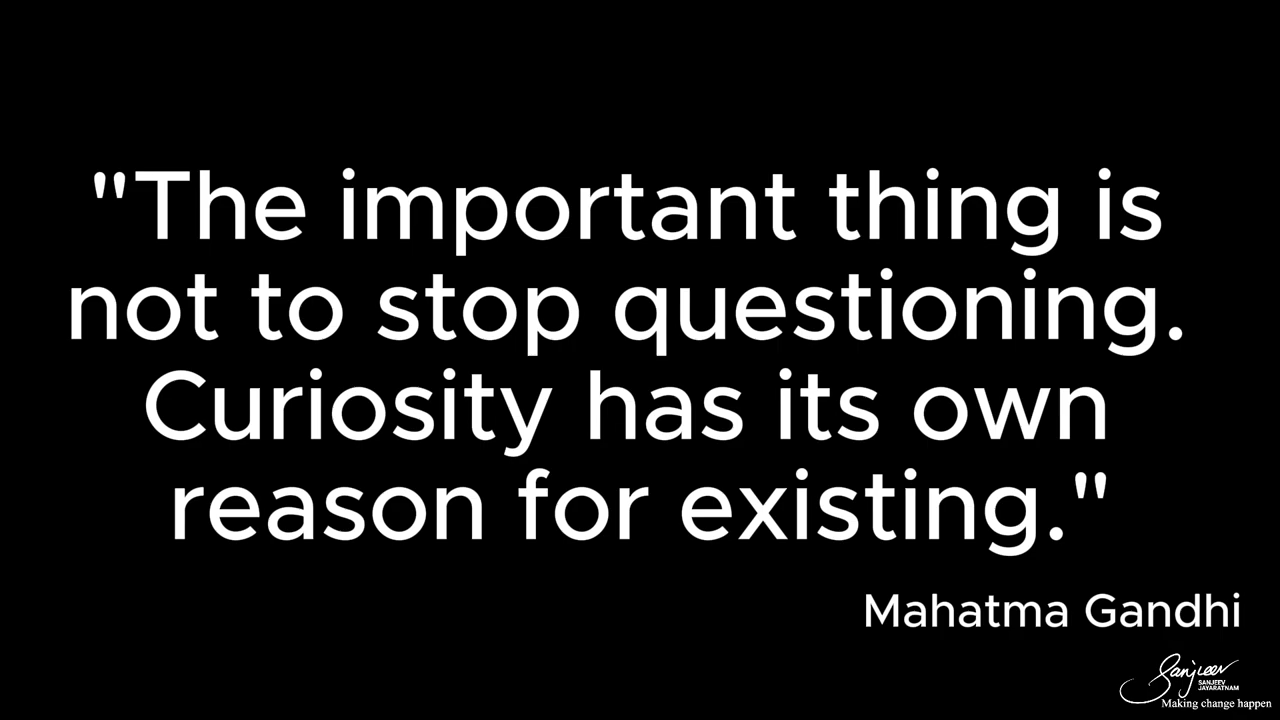 "The important thing is
not to stop questioning.
Curiosity has its own
reason for existing."
Mahatma Gandhi
Sanjeev
SANJEEV
JAYARATNAM
Making change happen